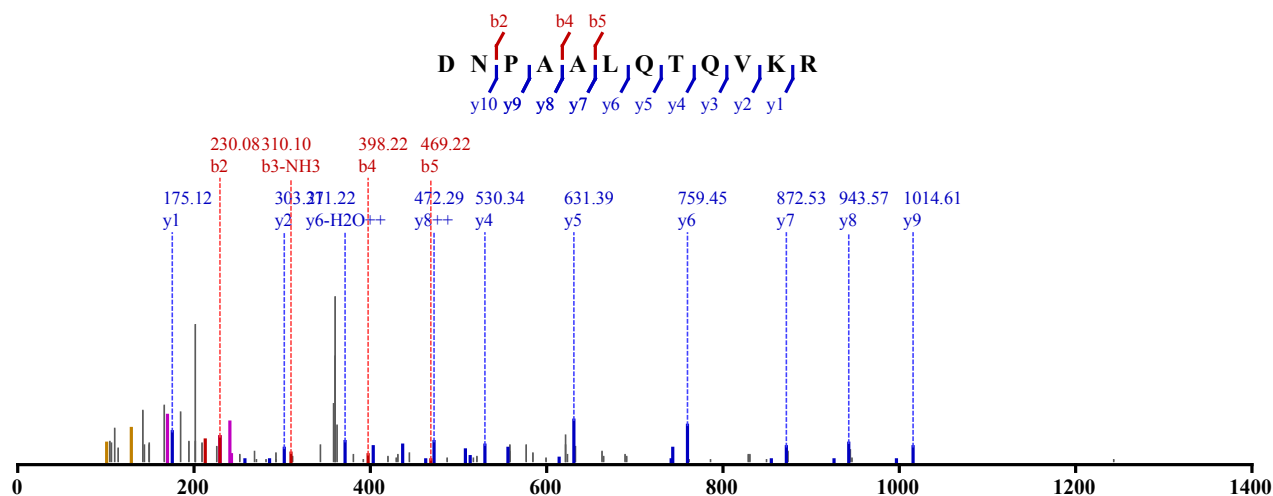 b2 b4 b5
D N P A A L Q T Q V K R
y10 y9 y8 y7 y6 y5 y4 y3 y2 y1
230.08 310.10 398.22 469.22
b2 b3-NH3 b4 b5
175.12 303.21 371.22 472.29 530.34 631.39 759.45 872.53 943.57 1014.61
y1 y2 y6-H2O++ y8++ y4 y5 y6 y7 y8 y9
0 200 400 600 800 1000 1200 1400